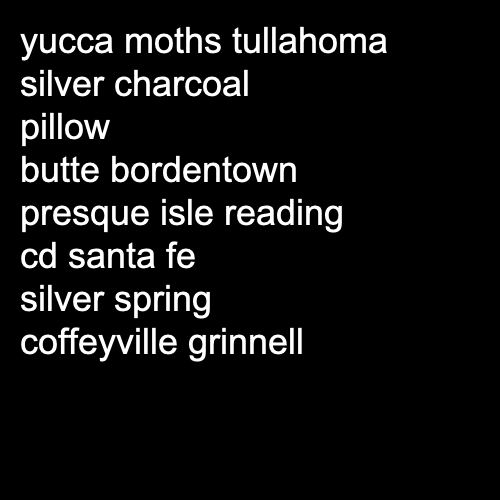 yucca moths tullahoma
silver charcoal
pillow
butte bordentown
presque isle reading
cd santa fe
silver spring
coffeyville grinnell